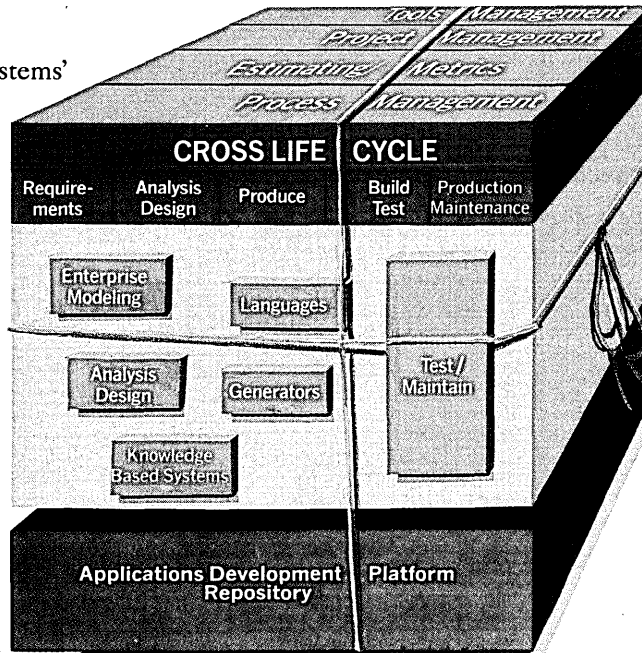 stems'
Tools Management
Project Management
Estimating/ Metrics
Process Management
CROSS LIFE CYCLE
Require-
ments
Analysis
Design
Produce
Build
Test
Production
Maintenance
Enterprise
Modeling
Languages
Analysis
Design
Generators
Test/
Maintain
Knowledge
Based Systems
Applications Development Platform
Repository